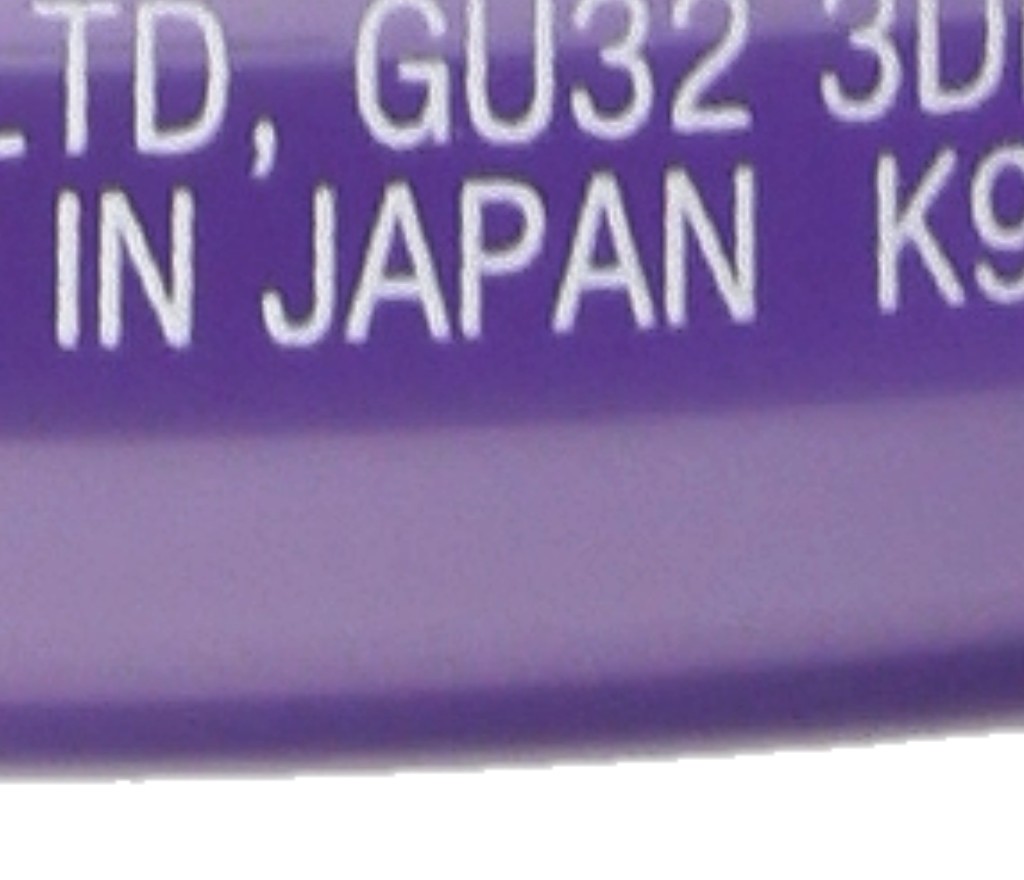 LTD, GU32 3D
IN JAPAN K9